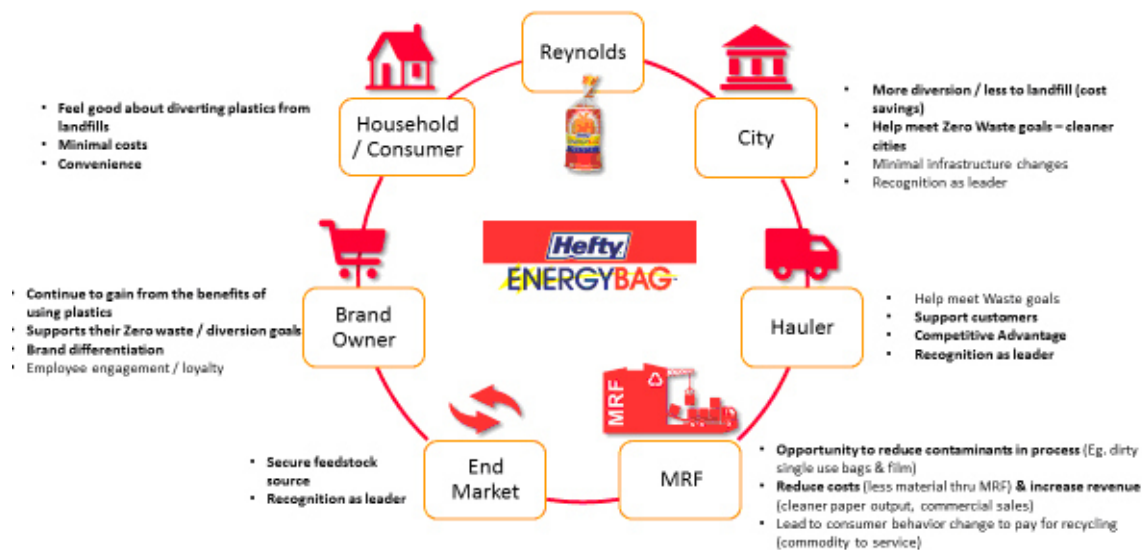 Reynolds
Hefty
City
• More diversion / less to landfill (cost
savings)
• Help meet Zero Waste goals – cleaner
cities
• Minimal infrastructure changes
• Recognition as leader
Hauler
• Help meet Waste goals
• Support customers
• Competitive Advantage
• Recognition as leader
MRF
MRF
• Opportunity to reduce contaminants in process (Eg. dirty
single use bags & film)
• Reduce costs (less material thru MRF) & increase revenue
(cleaner paper output, commercial sales)
• Lead to consumer behavior change to pay for recycling
(commodity to service)
End
Market
• Secure feedstock
source
• Recognition as leader
Brand
Owner
• Continue to gain from the benefits of
using plastics
• Supports their Zero waste / diversion goals
• Brand differentiation
• Employee engagement / loyalty
Household
/ Consumer
• Feel good about diverting plastics from
landfills
• Minimal costs
• Convenience
Hefty
ENERGYBAG